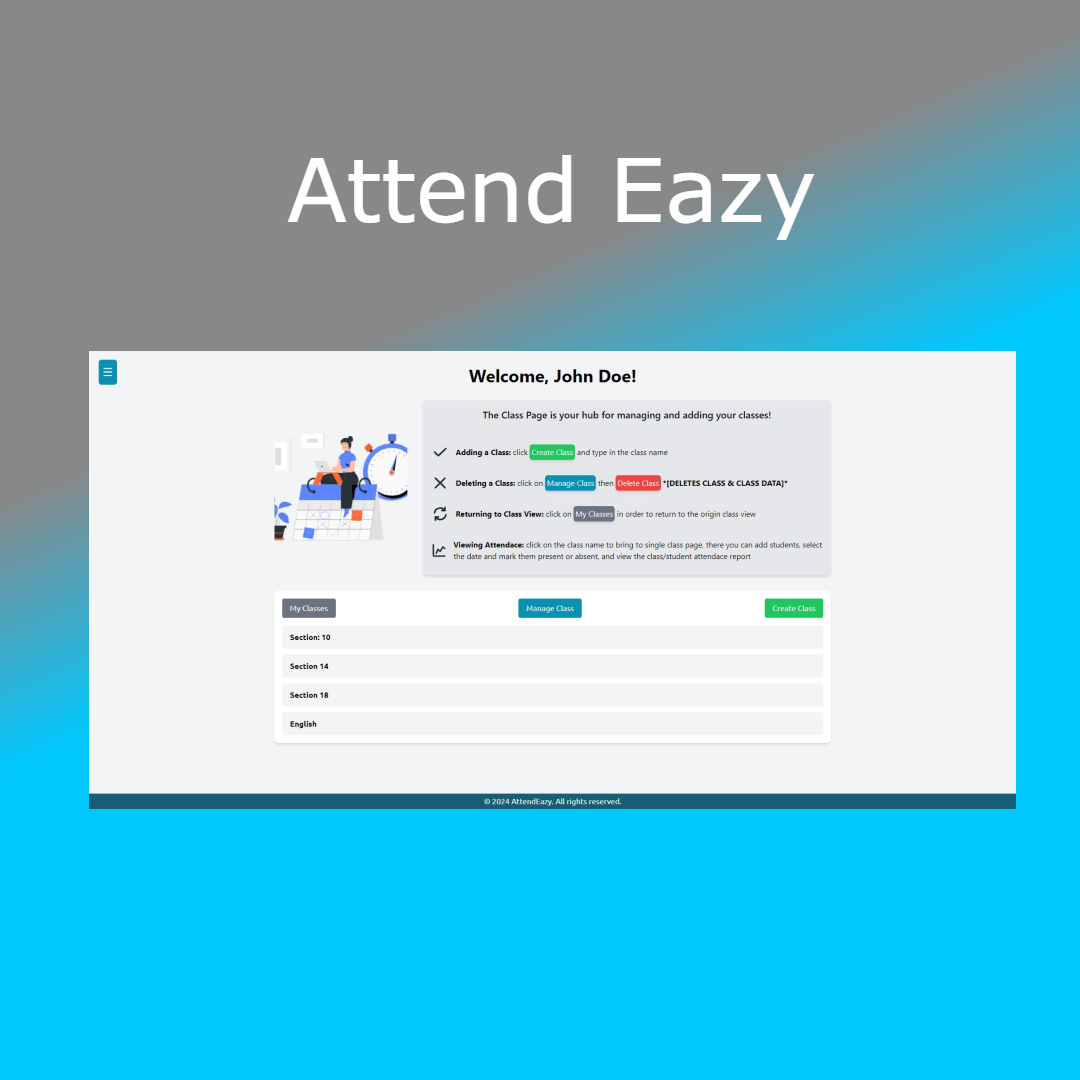 Attend Eazy
Welcome, John Doe!
The Class Page is your hub for managing and adding your classes!
Adding a Class: click Create Class and type in the class name
Deleting a Class: click on Manage Class then Delete Class *[DELETES CLASS & CLASS DATA]*
Returning to Class View: click on My Classes in order to return to the origin class view
Viewing Attendace: click on the class name to bring to single class page, there you can add students, select
the date and mark them present or absent, and view the class/student attendace report
My Classes
Manage Class
Create Class
Section: 10
Section 14
Section 18
English
© 2024 AttendEazy. All rights reserved.